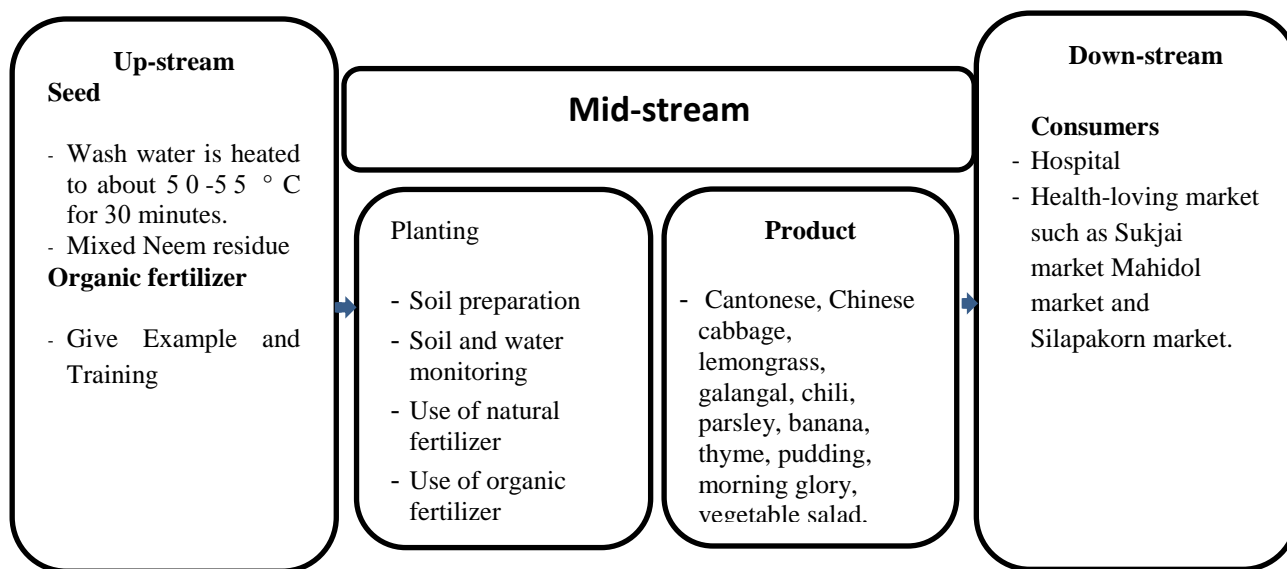 Up-stream
Seed
- Wash water is heated
to about 5 0 -5 5 ° C
for 30 minutes.
- Mixed Neem residue
Organic fertilizer
- Give Example and
Training
Mid-stream
Planting
- Soil preparation
- Soil and water
monitoring
- Use of natural
fertilizer
- Use of organic
fertilizer
Product
- Cantonese, Chinese
cabbage,
lemongrass,
galangal, chili,
parsley, banana,
thyme, pudding,
morning glory,
vegetable salad,
Down-stream
Consumers
- Hospital
- Health-loving market
such as Sukjai
market Mahidol
market and
Silapakorn market.